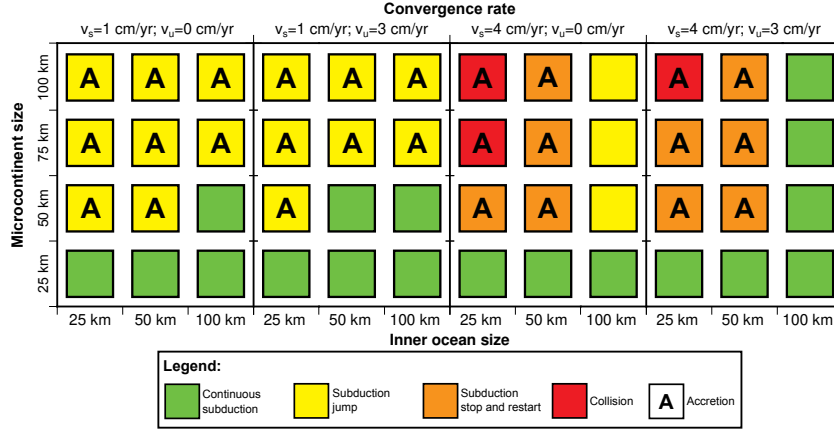 Convergence rate
vₛ=1 cm/yr; vᵤ=0 cm/yr vₛ=1 cm/yr; vᵤ=3 cm/yr vₛ=4 cm/yr; vᵤ=0 cm/yr vₛ=4 cm/yr; vᵤ=3 cm/yr
Microcontinent size
100 km A A A A A A A A A A
75 km A A A A A A A A A A
50 km A A A A A A A
25 km
25 km 50 km 100 km 25 km 50 km 100 km 25 km 50 km 100 km 25 km 50 km 100 km
Inner ocean size
Legend:
Continuous subduction
Subduction jump
Subduction stop and restart
Collision
A Accretion